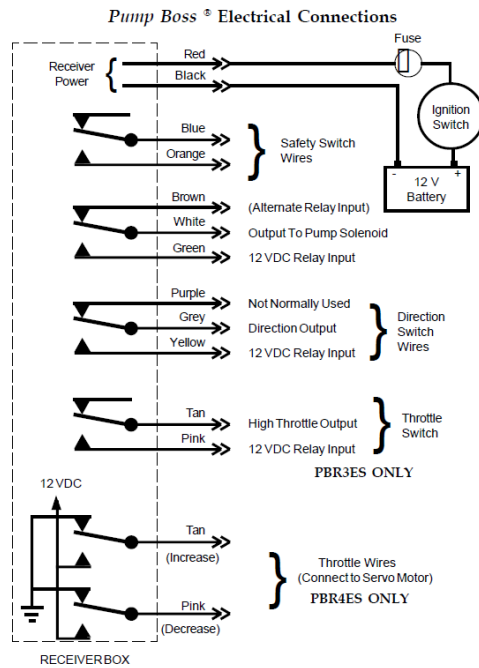 Pump Boss ® Electrical Connections
Fuse
Red
Receiver
Power
Black
Ignition
Switch
- +
12 V
Battery
Blue
Orange
Safety Switch
Wires
Brown
(Alternate Relay Input)
White
Output To Pump Solenoid
Green
12 VDC Relay Input
Purple
Not Normally Used
Grey
Direction Output
Yellow
12 VDC Relay Input
Direction
Switch
Wires
Tan
High Throttle Output
Pink
12 VDC Relay Input
Throttle
Switch
PBR3ES ONLY
12 VDC
Tan
(Increase)
Pink
(Decrease)
Throttle Wires
(Connect to Servo Motor)
PBR4ES ONLY
RECEIVER BOX